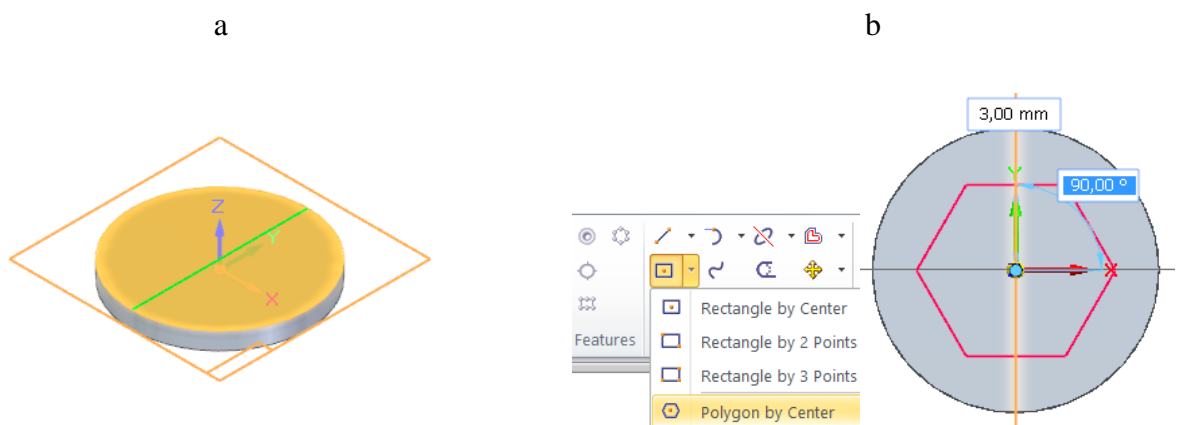 a
b
Z
Y
X
3,00 mm
Y
90,00 °
X
Rectangle by Center
Rectangle by 2 Points
Features
Rectangle by 3 Points
Polygon by Center